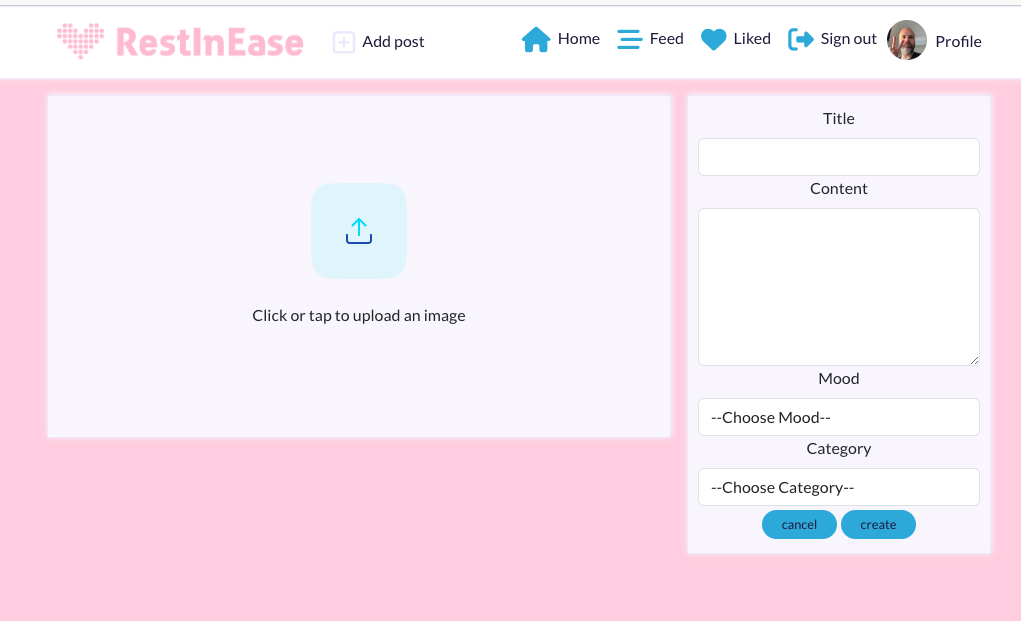 RestInEase
Add post
Home
Feed
Liked
Sign out
Profile
Click or tap to upload an image
Title
Content
Mood
--Choose Mood--
Category
--Choose Category--
cancel
create